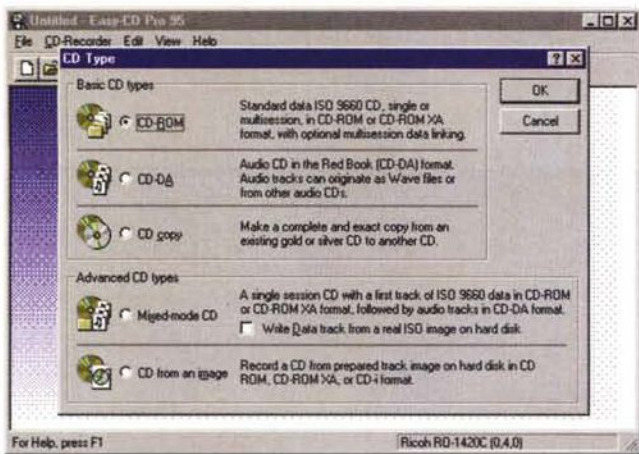 Untitled - Easy-CD Pro 95
File CD-Recorder Edit View Help
CD Type
Basic CD types
CD-ROM
Standard data ISO 9660 CD, single or
multisession, in CD-ROM or CD-ROM XA
format, with optional multisession data linking.
OK
Cancel
CD-DA
Audio CD in the Red Book (CD-DA) format.
Audio tracks can originate as Wave files or
from other audio CDs.
CD copy
Make a complete and exact copy from an
existing gold or silver CD to another CD.
Advanced CD types
Mixed-mode CD
A single session CD with a first track of ISO 9660 data in CD-ROM
or CD-ROM XA format, followed by audio tracks in CD-DA format.
Write Data track from a real ISO image on hard disk
CD from an image
Record a CD from prepared track image on hard disk in CD
ROM, CD-ROM XA, or CD-i format.
For Help, press F1
Ricoh RO-1420C (0,4,0)